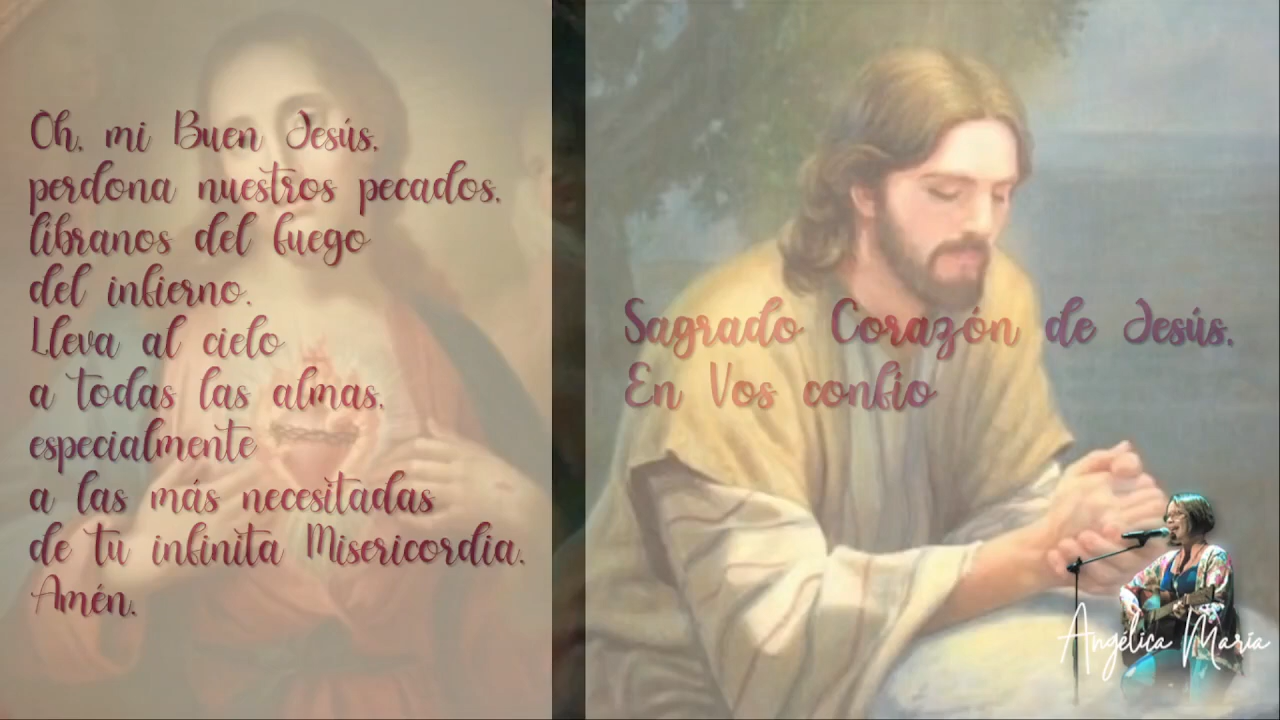 Oh, mi Buen Jesús,
perdona nuestros pecados,
líbranos del fuego
del infierno.
Lleva al cielo
a todas las almas,
especialmente
a las más necesitadas
de tu infinita Misericordia.
Amén.
Sagrado Corazón de Jesús,
En Vos confío
Angélica María